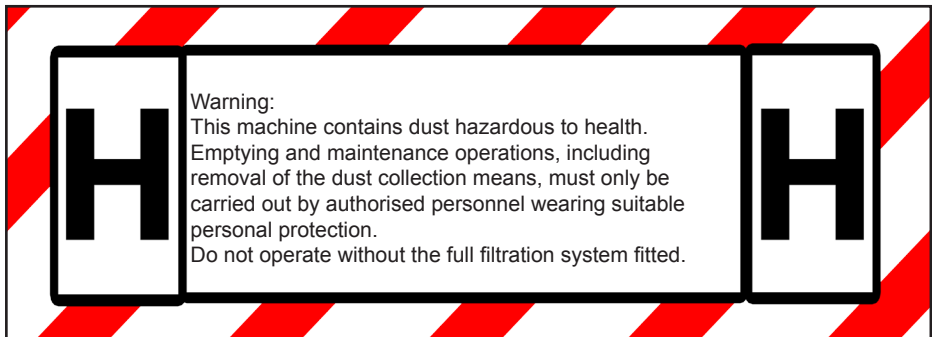 H
Warning:
This machine contains dust hazardous to health.
Emptying and maintenance operations, including
removal of the dust collection means, must only be
carried out by authorised personnel wearing suitable
personal protection.
Do not operate without the full filtration system fitted.
H